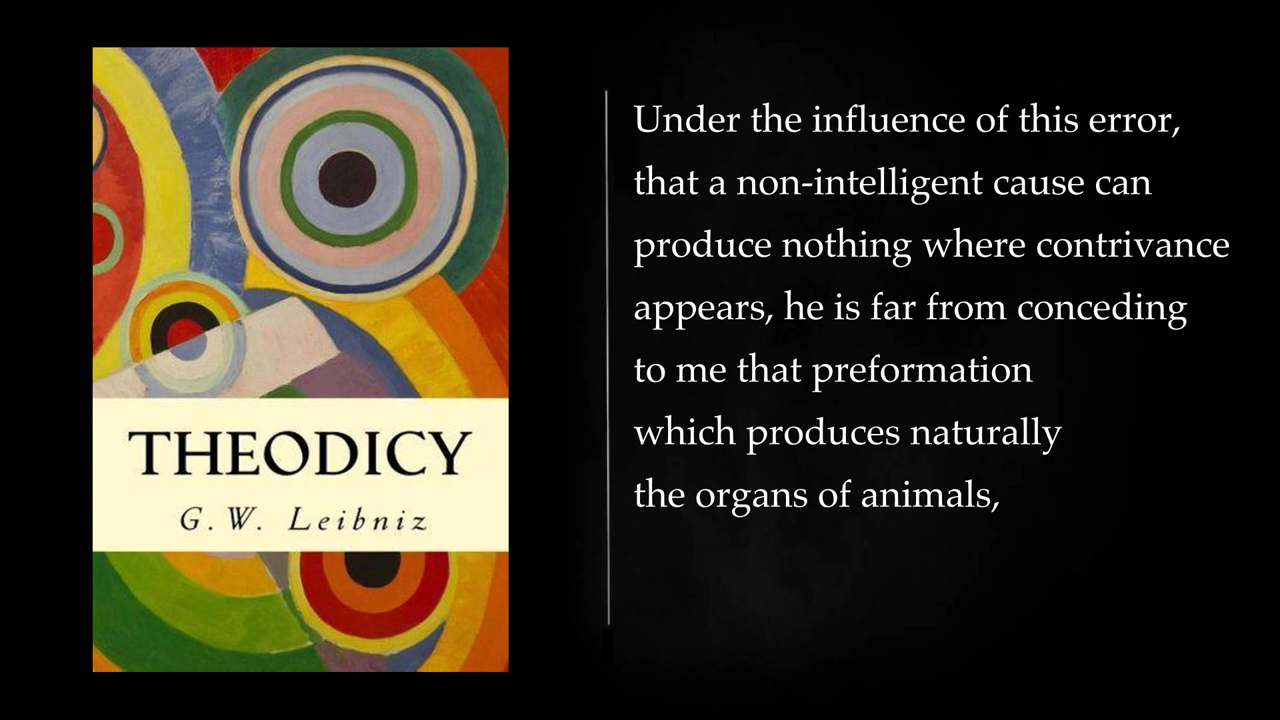 THEODICY
G.W. Leibniz
Under the influence of this error,
that a non-intelligent cause can
produce nothing where contrivance
appears, he is far from conceding
to me that preformation
which produces naturally
the organs of animals,